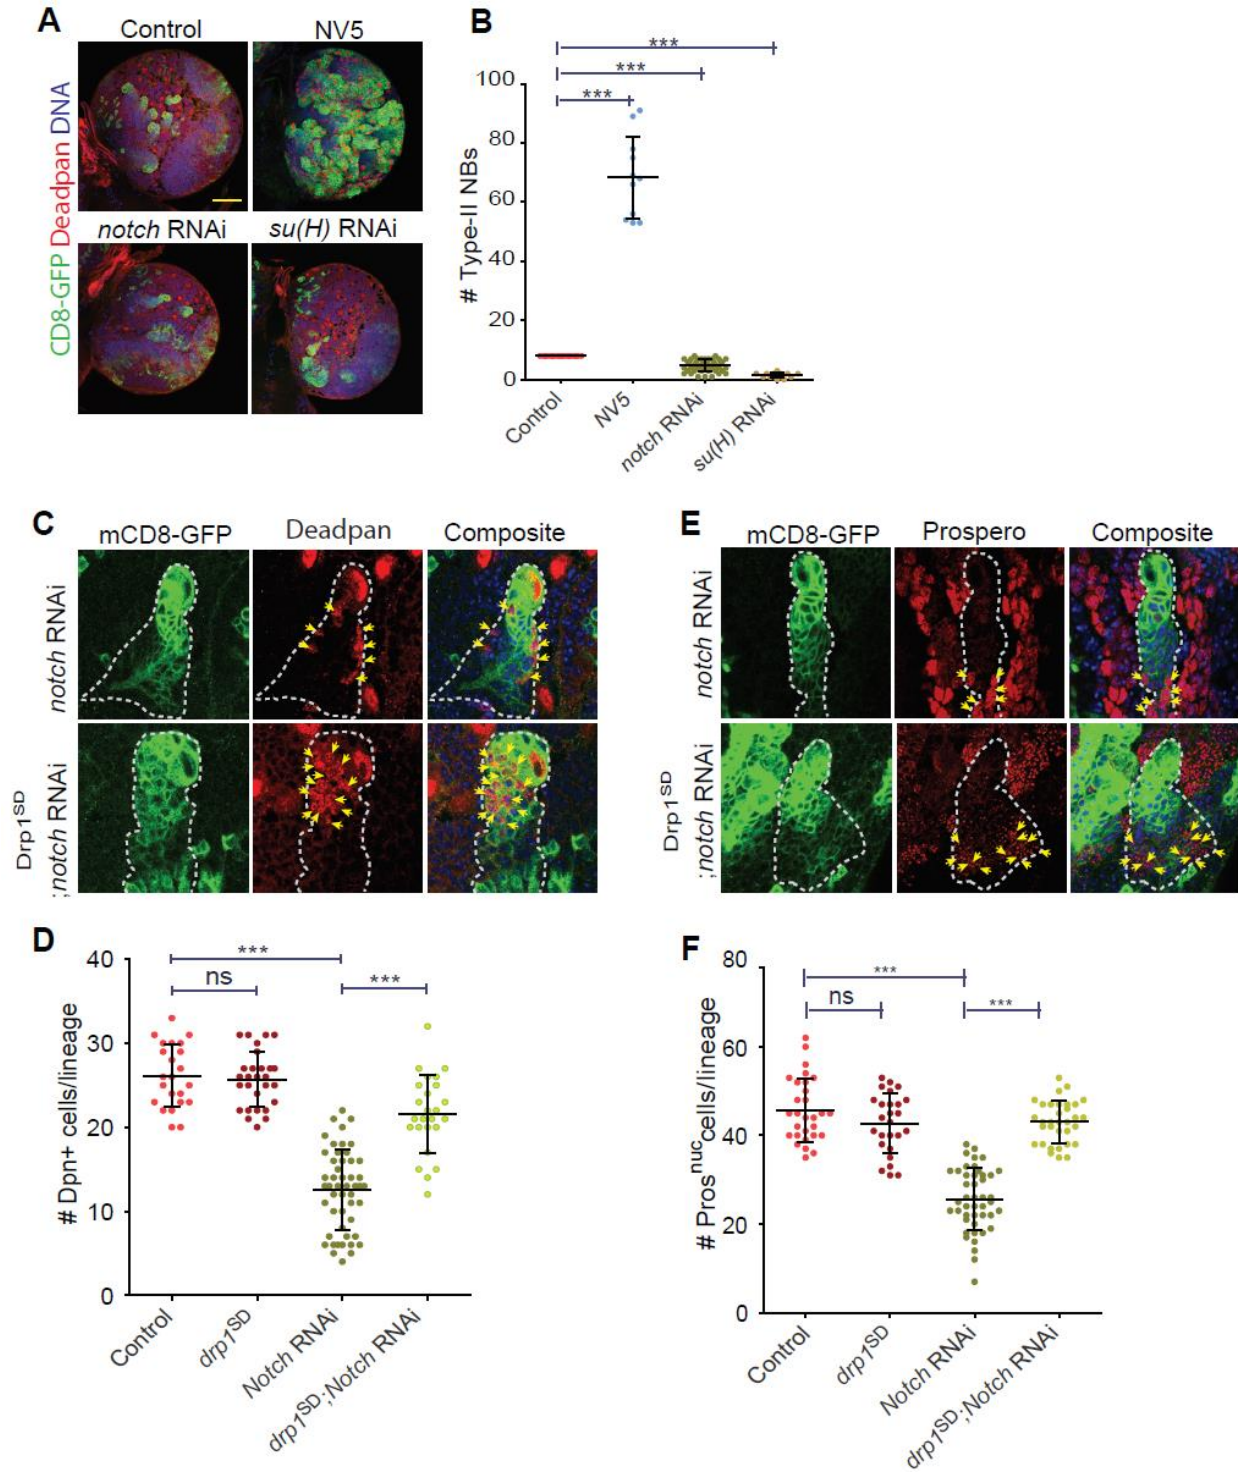 A
Control
NV5
CD8-GFP Deadpan DNA
notch RNAi
su(H) RNAi
B
***
***
***
# Type-II NBs
100
80
60
40
20
0
Control
NV5
notch RNAi
su(H) RNAi
C
mCD8-GFP
Deadpan
Composite
notch RNAi
Drp1SD
;notch RNAi
E
mCD8-GFP
Prospero
Composite
notch RNAi
Drp1SD
;notch RNAi
D
***
ns
***
# Dpn+ cells/lineage
40
30
20
10
0
Control
drp1SD
Notch RNAi
drp1SD;Notch RNAi
F
***
ns
***
# Prosnuc cells/lineage
80
60
40
20
0
Control
drp1SD
Notch RNAi
drp1SD;Notch RNAi